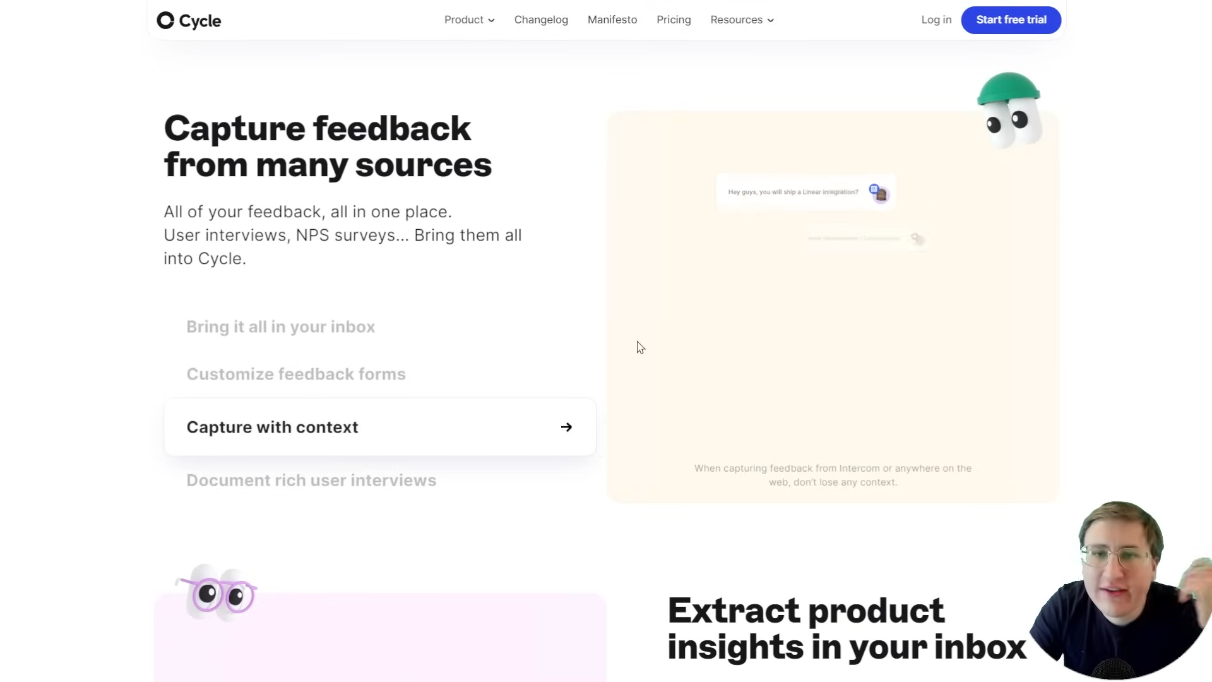 Cycle
Product
Changelog
Manifesto
Pricing
Resources
Log in
Start free trial
Capture feedback
from many sources
All of your feedback, all in one place.
User interviews, NPS surveys... Bring them all
into Cycle.
Bring it all in your inbox
Customize feedback forms
Capture with context
Document rich user interviews
Hey guys, you will ship a Linear integration?
When capturing feedback from Intercom or anywhere on the
web, don't lose any context.
Extract product
insights in your inbox